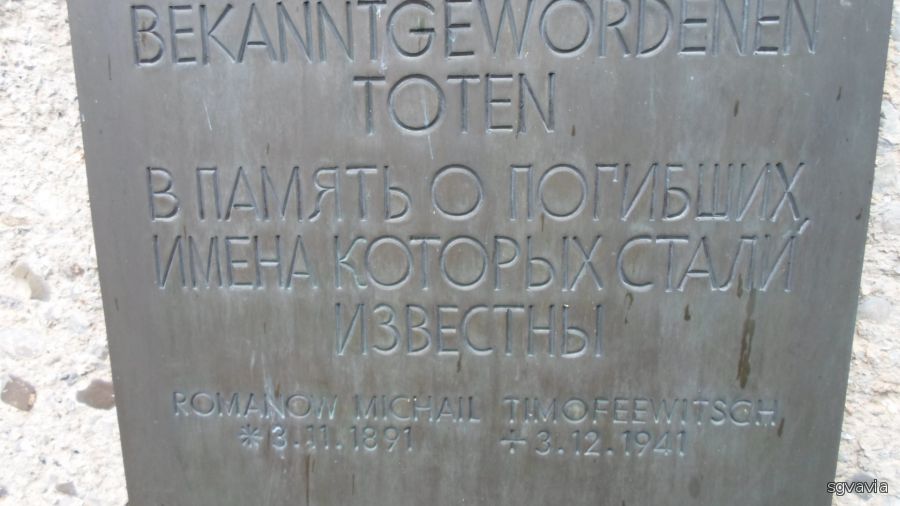 BEKANNTGEWORDENEN
TOTEN
В ПАМЯТЬ О ПОГИБШИХ,
ИМЕНА КОТОРЫХ СТАЛИ
ИЗВЕСТНЫ
ROMANOW MICHAIL TIMOFEEWITSCH
*3.11.1891 ÷3.12.1941
sgvavia